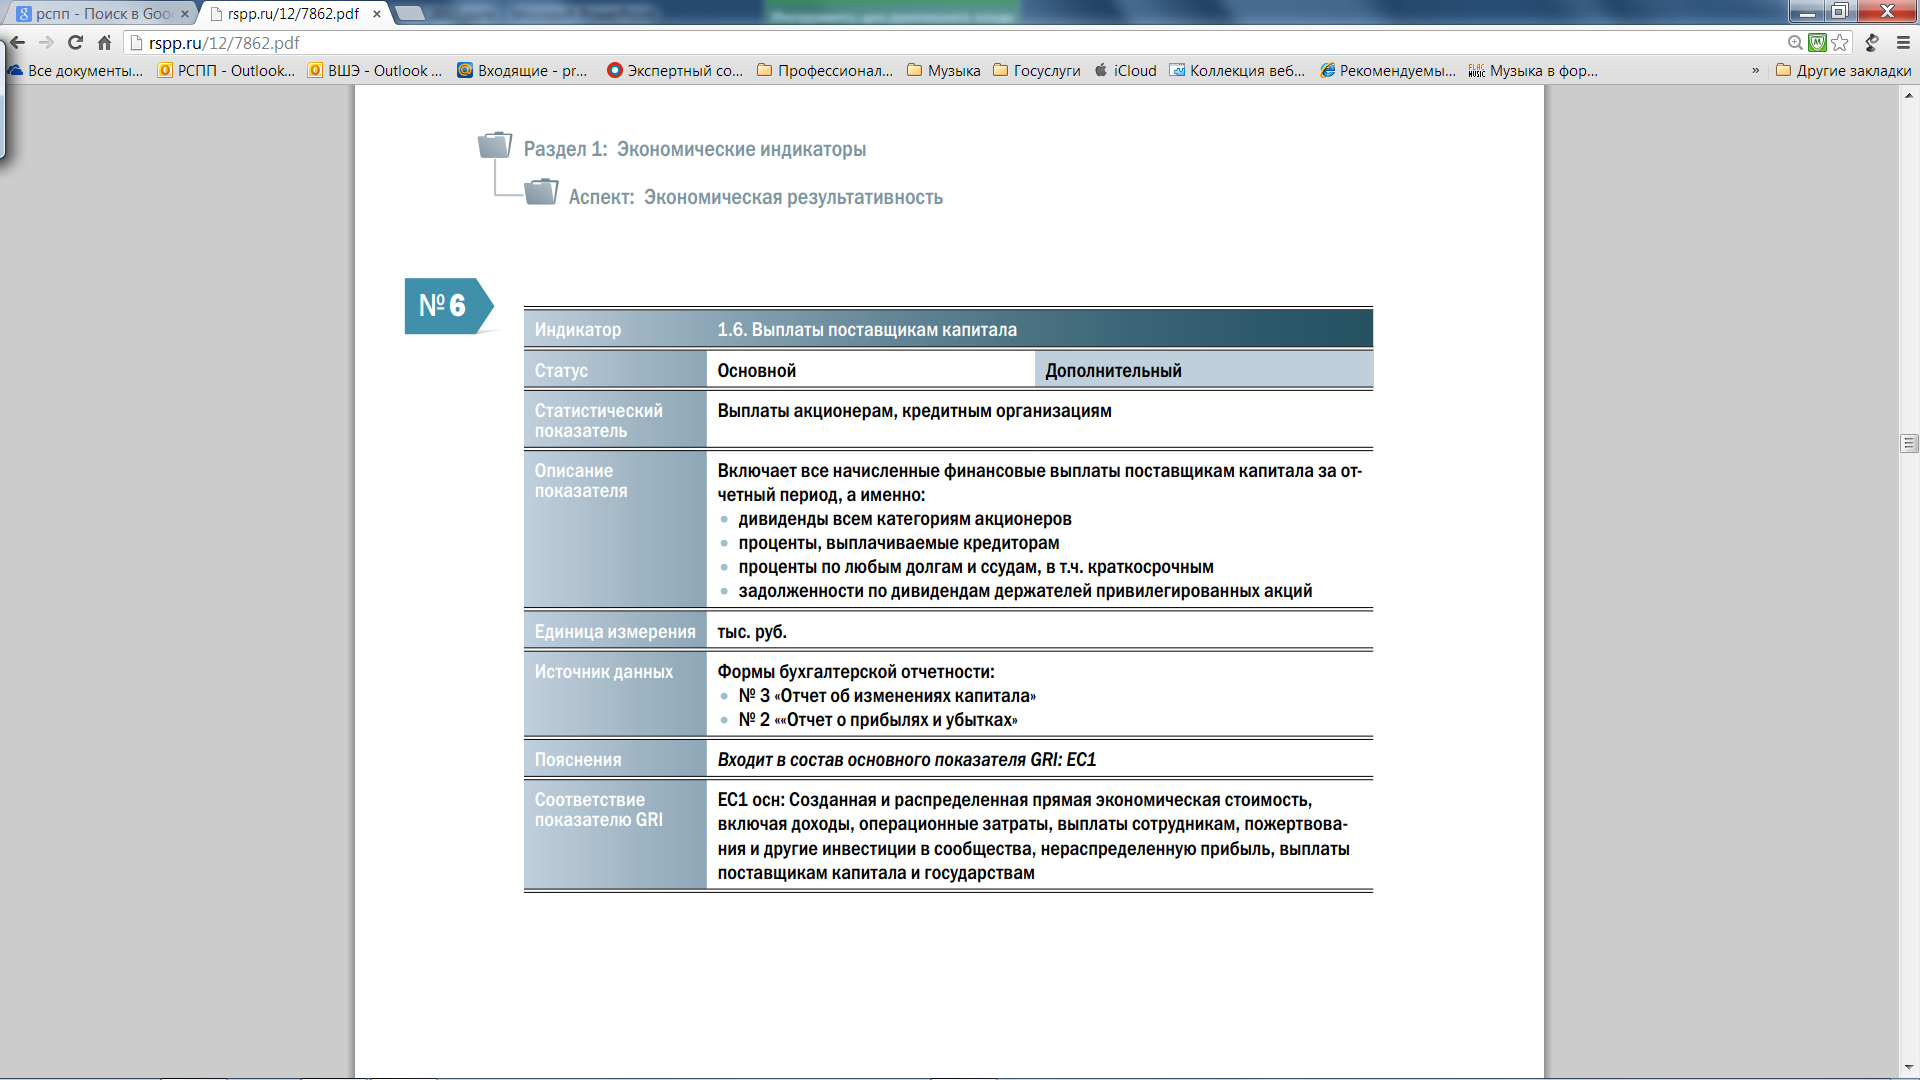 рспп - Поиск в Goo
rspp.ru/12/7862.pdf
rspp.ru/12/7862.pdf
Все документы...
РСПП - Outlook...
ВШЭ - Outlook ...
Входящие - pr...
Экспертный со...
Профессионал...
Музыка
Госуслуги
iCloud
Коллекция веб...
Рекомендуемы...
FLAC MUSIC
Музыка в фор...
»
Другие закладки
Раздел 1: Экономические индикаторы
Аспект: Экономическая результативность
№ 6
Индикатор 1.6. Выплаты поставщикам капитала
Статус Основной Дополнительный
Статистический показатель
Выплаты акционерам, кредитным организациям
Описание показателя
Включает все начисленные финансовые выплаты поставщикам капитала за от-
четный период, а именно:
• дивиденды всем категориям акционеров
• проценты, выплачиваемые кредиторам
• проценты по любым долгам и ссудам, в т.ч. краткосрочным
• задолженности по дивидендам держателей привилегированных акций
Единица измерения тыс. руб.
Источник данных Формы бухгалтерской отчетности:
• № 3 «Отчет об изменениях капитала»
• № 2 ««Отчет о прибылях и убытках»
Пояснения Входит в состав основного показателя GRI: EC1
Соответствие показателю GRI
EC1 осн: Созданная и распределенная прямая экономическая стоимость,
включая доходы, операционные затраты, выплаты сотрудникам, пожертвова-
ния и другие инвестиции в сообщества, нераспределенную прибыль, выплаты
поставщикам капитала и государствам